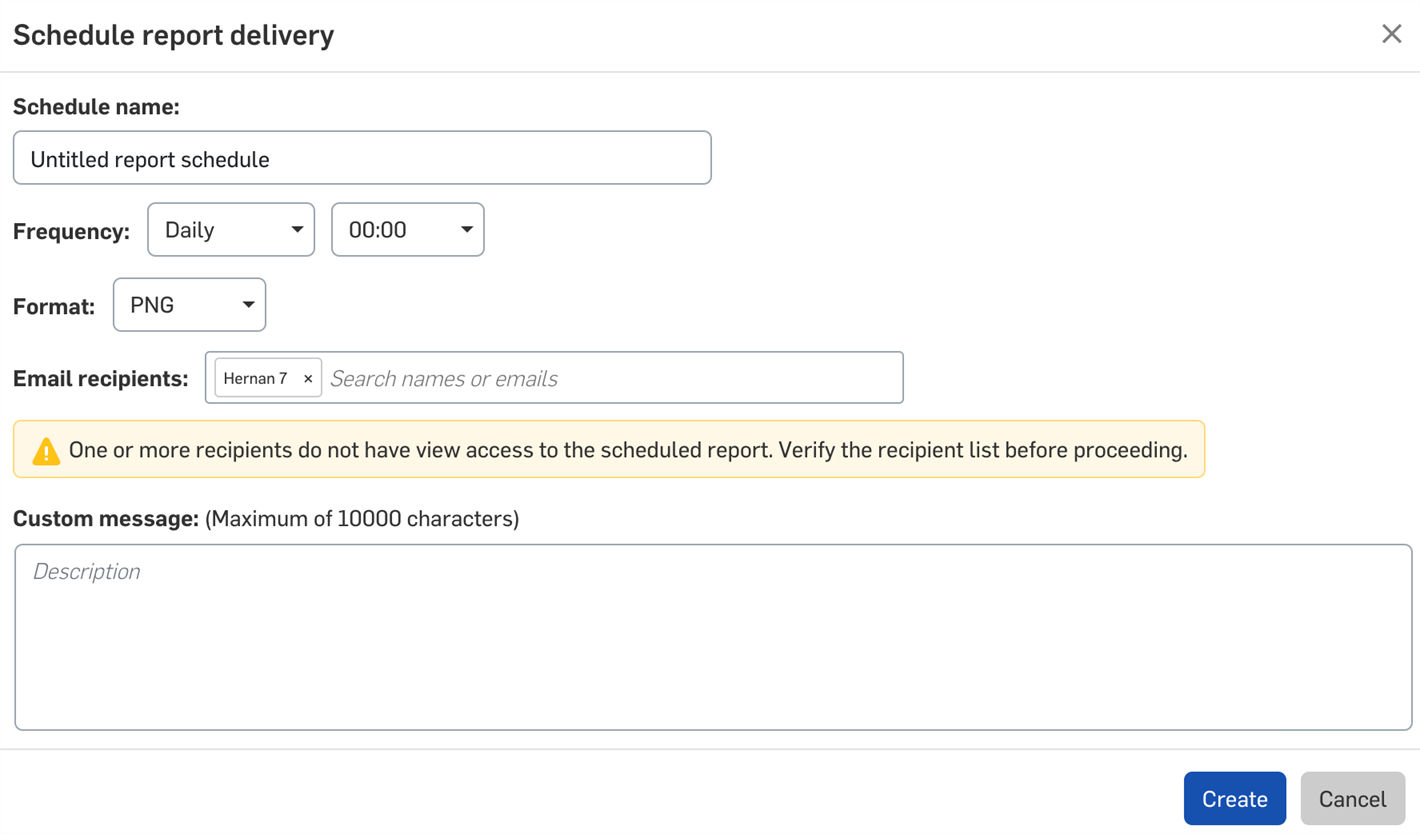 Schedule report delivery
Schedule name:
Untitled report schedule
Frequency: Daily 00:00
Format: PNG
Email recipients: Hernan 7 × Search names or emails
One or more recipients do not have view access to the scheduled report. Verify the recipient list before proceeding.
Custom message: (Maximum of 10000 characters)
Description
Create Cancel